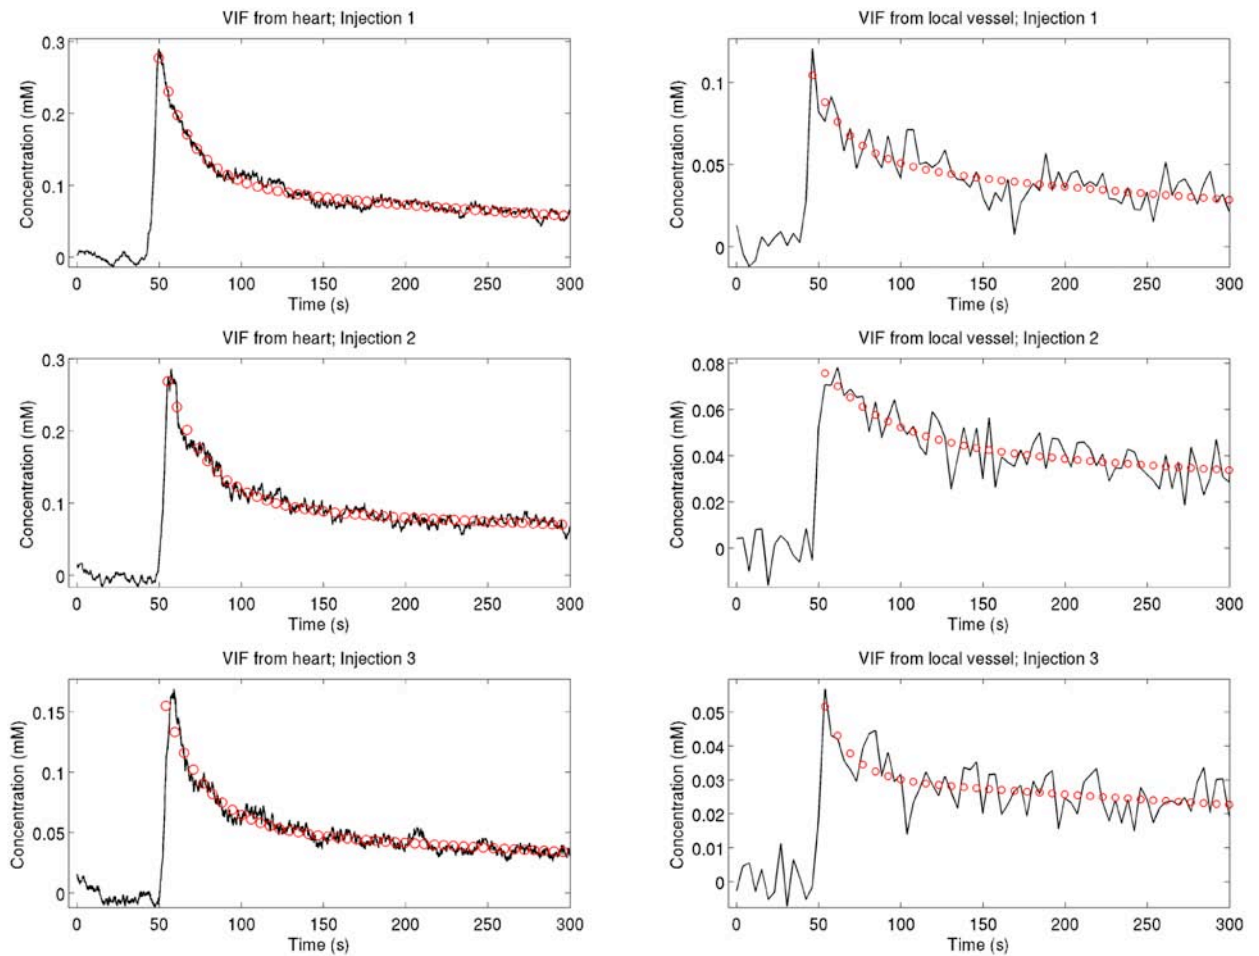 VIF from heart; Injection 1
0.3
0.2
0.1
0
Concentration (mM)
0 50 100 150 200 250 300
Time (s)
VIF from local vessel; Injection 1
0.1
0.05
0
Concentration (mM)
0 50 100 150 200 250 300
Time (s)
VIF from heart; Injection 2
0.3
0.2
0.1
0
Concentration (mM)
0 50 100 150 200 250 300
Time (s)
VIF from local vessel; Injection 2
0.08
0.06
0.04
0.02
0
Concentration (mM)
0 50 100 150 200 250 300
Time (s)
VIF from heart; Injection 3
0.15
0.1
0.05
0
Concentration (mM)
0 50 100 150 200 250 300
Time (s)
VIF from local vessel; Injection 3
0.05
0.04
0.03
0.02
0.01
0
Concentration (mM)
0 50 100 150 200 250 300
Time (s)